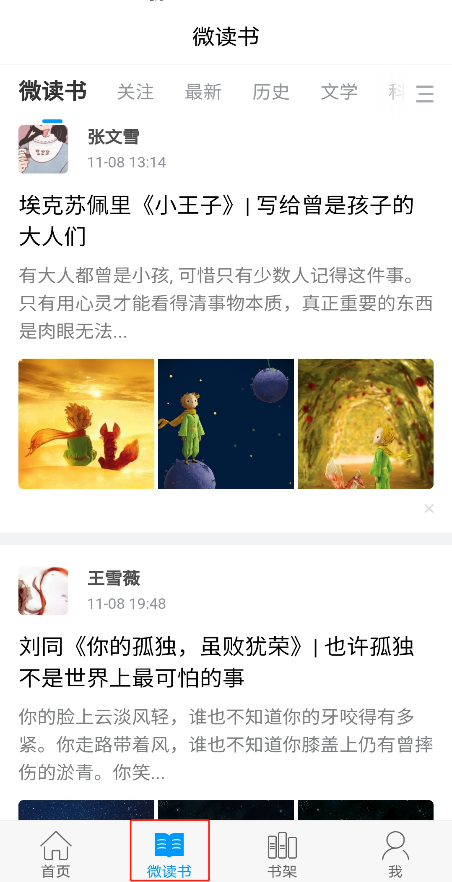 微读书
微读书 关注 最新 历史 文学
张文雪
11-08 13:14
埃克苏佩里《小王子》| 写给曾是孩子的
大人们
有大人都曾是小孩, 可惜只有少数人记得这件事。
只有用心灵才能看得清事物本质，真正重要的东西
是肉眼无法...
王雪薇
11-08 19:48
刘同《你的孤独，虽败犹荣》| 也许孤独
不是世界上最可怕的事
你的脸上云淡风轻，谁也不知道你的牙咬得有多
紧。你走路带着风，谁也不知道你膝盖上仍有曾摔
伤的淤青。你笑...
首页 微读书 书架 我